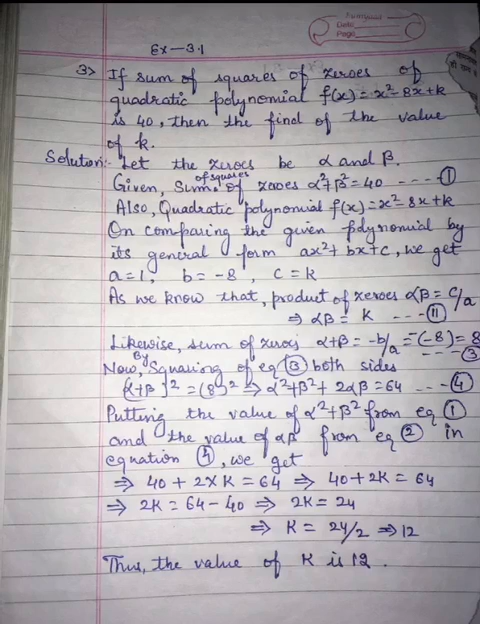 Date
Page
Ex-3.1
3> If sum of squares of zeroes of
quadratic polynomial f(x) = x²-8x+k
is 40, then the find of the value
of k.
Solution:- Let the zeroes be α and β.
of squares
Given, Sum of zeroes α²+β²=40 ---- ①
Also, Quadratic polynomial f(x)=x² 8x+k
On comparing the given polynomial by
its general form ax²+bx+c, we get
a=1, b=-8, c=k
As we know that, product of zeroes αβ = c/a
⇒ αβ = K --- ⑪
Likewise, sum of zeroes α+β = -b/a = -(-8) = 8
---- ③
By
Now, Squaring of eq ③ both sides
[α+β]² = (8)² ⇒ α²+β²+2αβ=64 --- ④
Putting the value of α²+β² from eq ①
and the value of αβ from eq ② in
equation ④, we get
⇒ 40 + 2×K = 64 ⇒ 40+2K = 64
⇒ 2K = 64-40 ⇒ 2K = 24
⇒ K = 24/2 ⇒ 12
Thus, the value of K is 12.